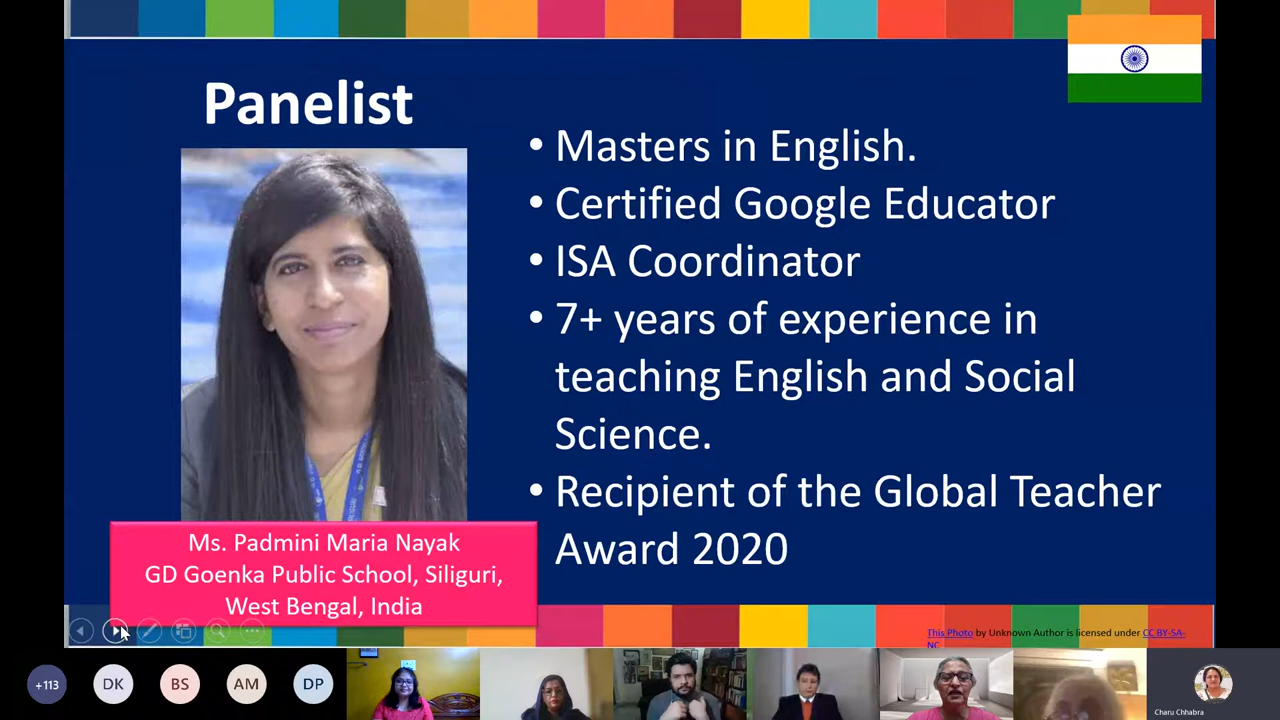 Panelist
• Masters in English.
• Certified Google Educator
• ISA Coordinator
• 7+ years of experience in
teaching English and Social
Science.
• Recipient of the Global Teacher
Award 2020
Ms. Padmini Maria Nayak
GD Goenka Public School, Siliguri,
West Bengal, India
This Photo by Unknown Author is licensed under CC BY-SA-
NC
+113
DK
BS
AM
DP
Charu Chhabra